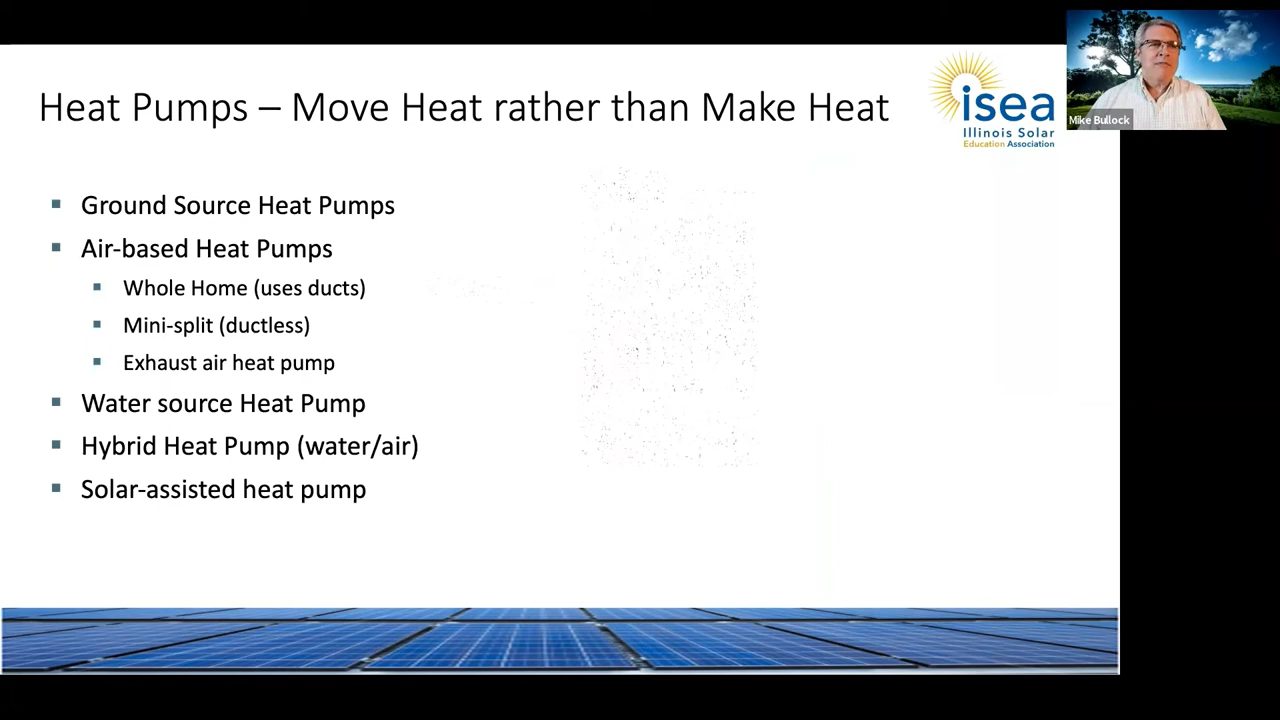 Heat Pumps – Move Heat rather than Make Heat
isea
Illinois Solar
Education Association
Mike Bullock
Ground Source Heat Pumps
Air-based Heat Pumps
Whole Home (uses ducts)
Mini-split (ductless)
Exhaust air heat pump
Water source Heat Pump
Hybrid Heat Pump (water/air)
Solar-assisted heat pump